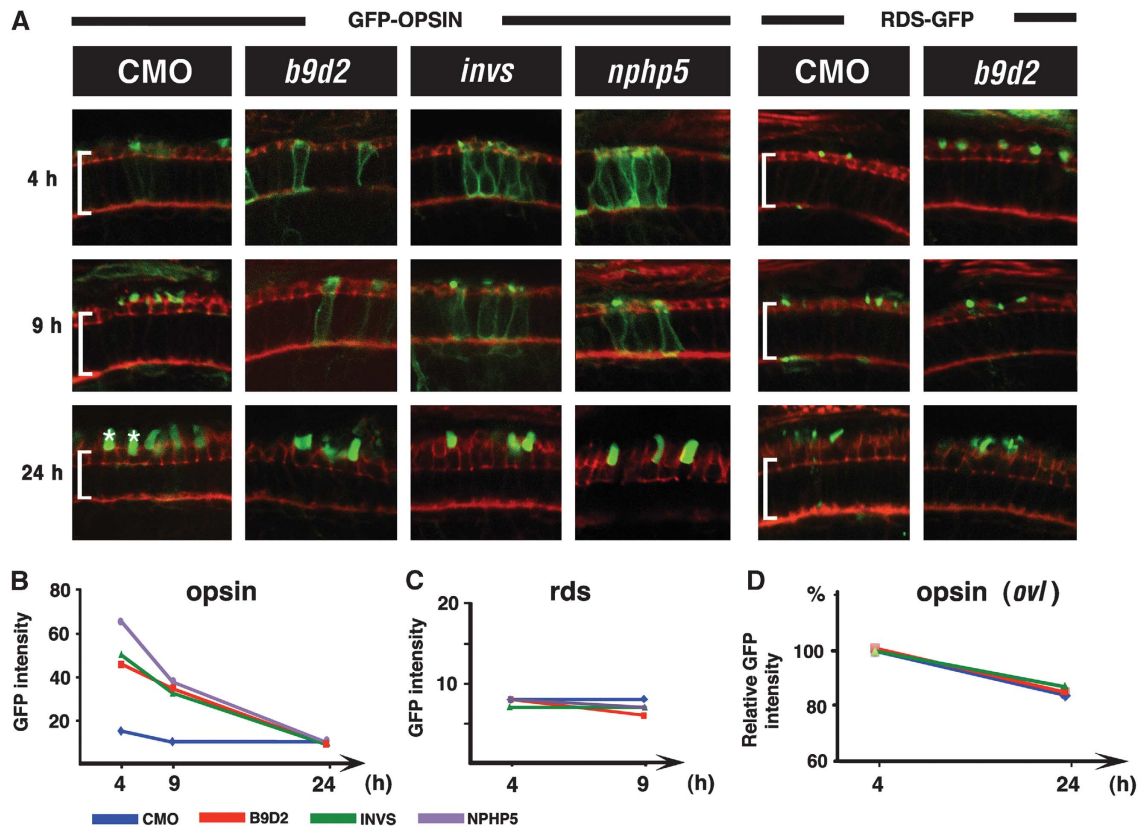 A
GFP-OPSIN
RDS-GFP
CMO
b9d2
invs
nphp5
CMO
b9d2
4 h
9 h
24 h
* *
B
opsin
GFP intensity
80
60
40
20
4 9 24 (h)
C
rds
GFP intensity
20
10
4 9 (h)
D
opsin (ovl)
%
Relative GFP
intensity
100
80
60
4 24 (h)
CMO B9D2 INVS NPHP5